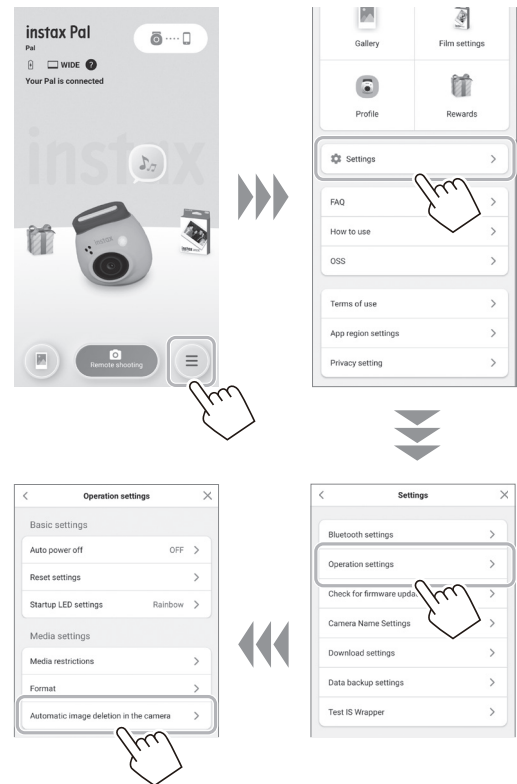 instax Pal
Pal
WIDE ?
Your Pal is connected
instax
instax
Remote shooting
Gallery
Film settings
Profile
Rewards
Settings
FAQ
How to use
OSS
Terms of use
App region settings
Privacy setting
Settings
Bluetooth settings
Operation settings
Check for firmware upda
Camera Name Settings
Download settings
Data backup settings
Test IS Wrapper
Operation settings
Basic settings
Auto power off OFF
Reset settings
Startup LED settings Rainbow
Media settings
Media restrictions
Format
Automatic image deletion in the camera